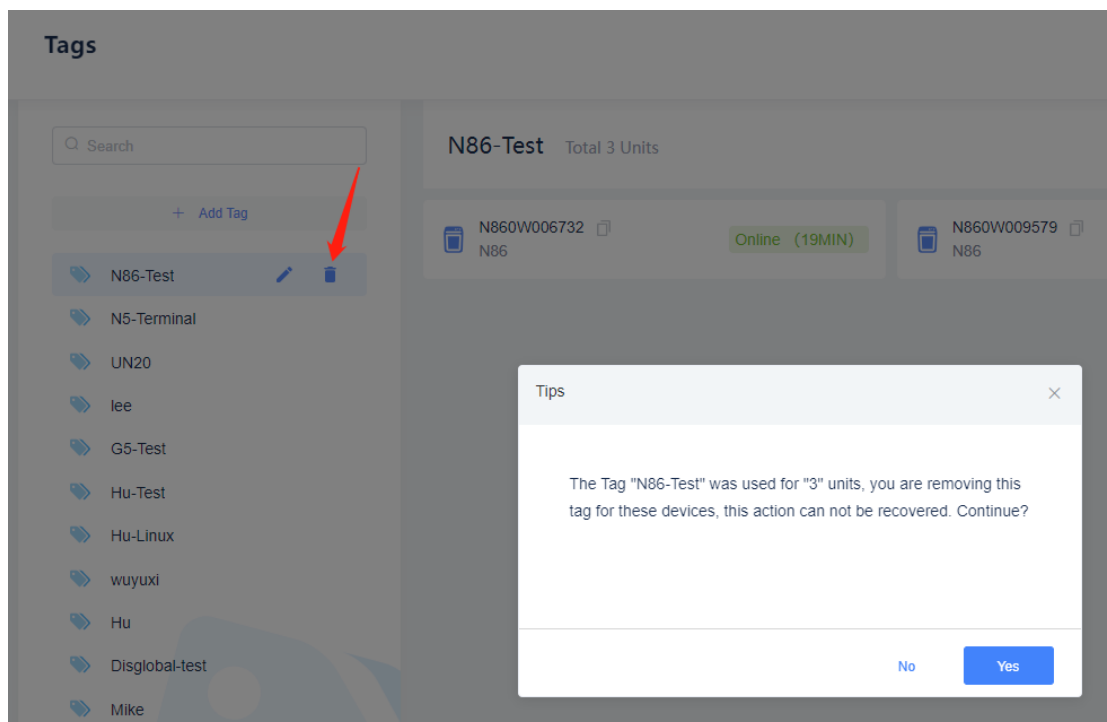 Tags
Search
N86-Test Total 3 Units
+ Add Tag
N860W006732
N86
Online (19MIN)
N860W009579
N86
N86-Test
N5-Terminal
UN20
lee
G5-Test
Hu-Test
Hu-Linux
wuyuxi
Hu
Disglobal-test
Mike
Tips
The Tag "N86-Test" was used for "3" units, you are removing this
tag for these devices, this action can not be recovered. Continue?
No Yes